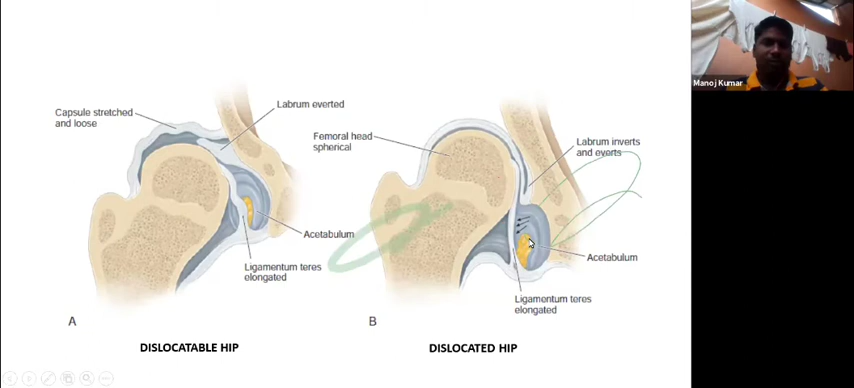 Capsule stretched
and loose
Labrum everted
Acetabulum
Ligamentum teres
elongated
A
DISLOCATABLE HIP
Femoral head
spherical
Labrum inverts
and everts
Acetabulum
Ligamentum teres
elongated
B
DISLOCATED HIP
Manoj Kumar